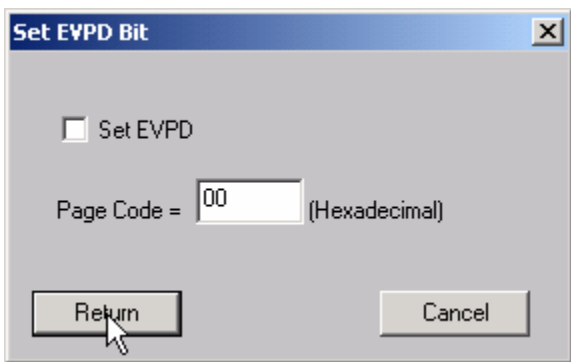 Set EVPD Bit
Set EVPD
Page Code = 00 (Hexadecimal)
Return Cancel